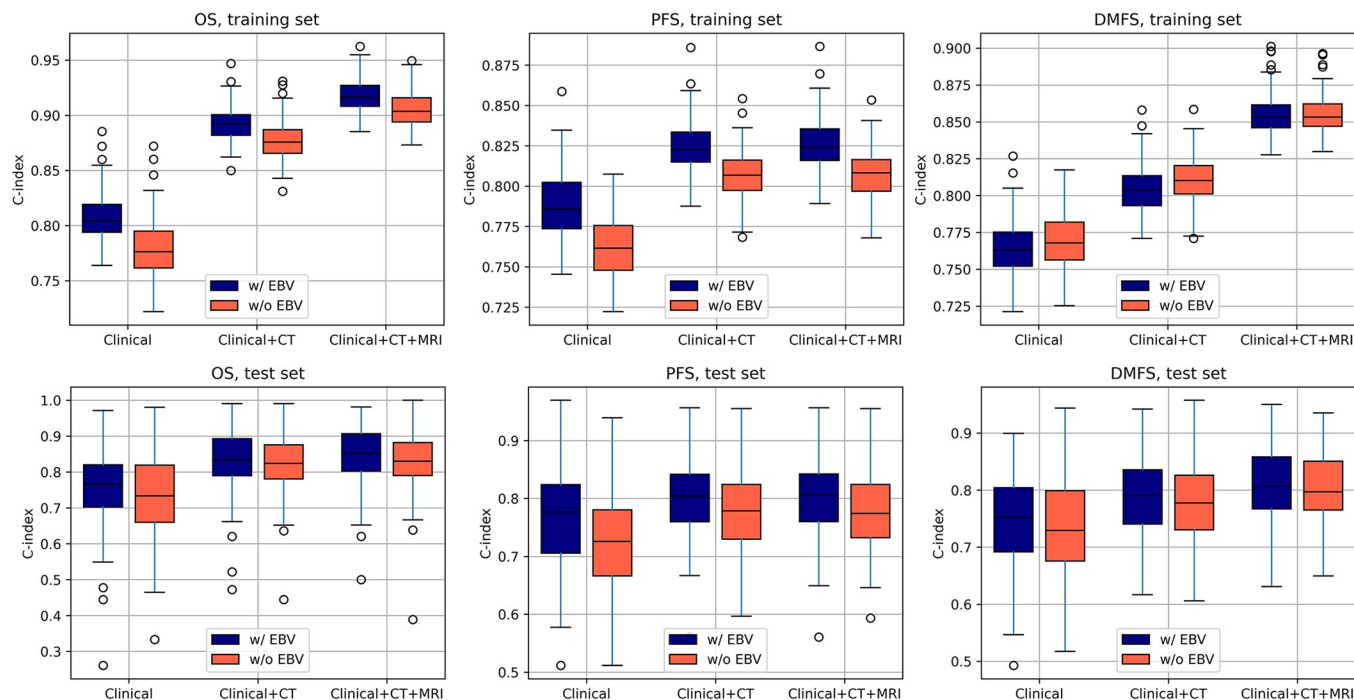 OS, training set
C-index
0.95
0.90
0.85
0.80
0.75
w/ EBV
w/o EBV
Clinical
Clinical+CT
Clinical+CT+MRI
PFS, training set
C-index
0.875
0.850
0.825
0.800
0.775
0.750
0.725
w/ EBV
w/o EBV
Clinical
Clinical+CT
Clinical+CT+MRI
DMFS, training set
C-index
0.900
0.875
0.850
0.825
0.800
0.775
0.750
0.725
w/ EBV
w/o EBV
Clinical
Clinical+CT
Clinical+CT+MRI
OS, test set
C-index
1.0
0.9
0.8
0.7
0.6
0.5
0.4
0.3
w/ EBV
w/o EBV
Clinical
Clinical+CT
Clinical+CT+MRI
PFS, test set
C-index
0.9
0.8
0.7
0.6
0.5
w/ EBV
w/o EBV
Clinical
Clinical+CT
Clinical+CT+MRI
DMFS, test set
C-index
0.9
0.8
0.7
0.6
0.5
w/ EBV
w/o EBV
Clinical
Clinical+CT
Clinical+CT+MRI